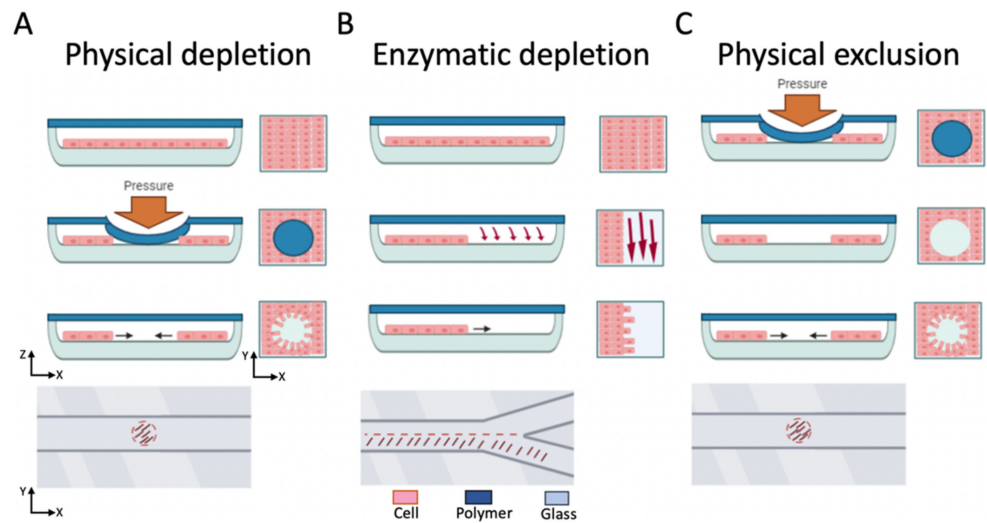 A
Physical depletion
Pressure
Z
X
Y
X
Y
X
B
Enzymatic depletion
Cell
Polymer
Glass
C
Physical exclusion
Pressure